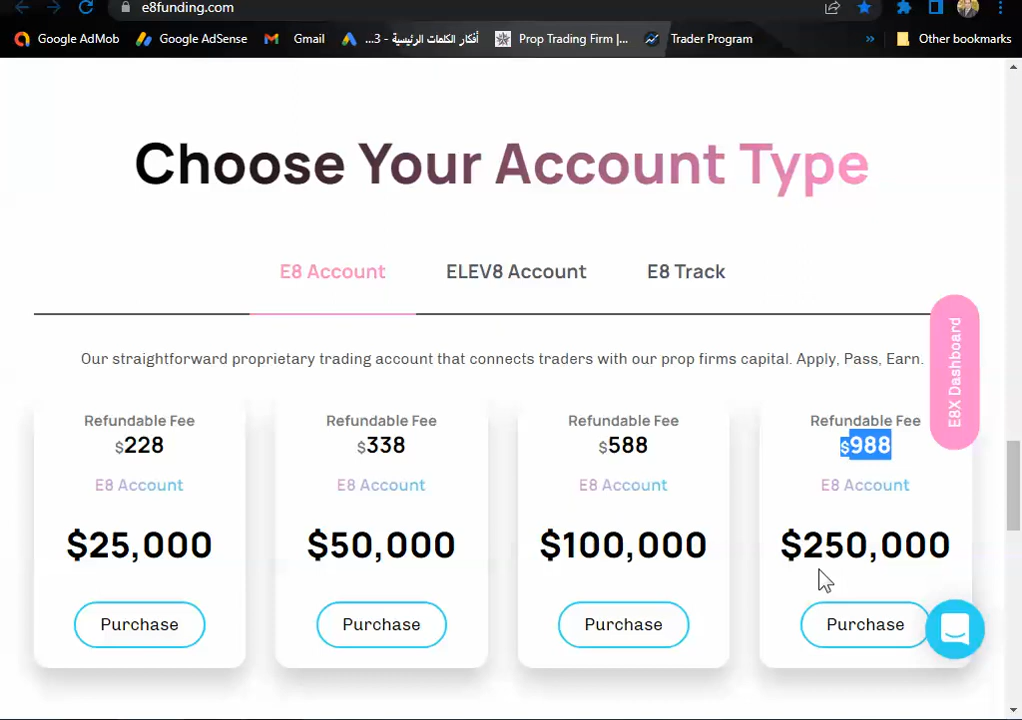 e8funding.com
Google AdMob
Google AdSense
Gmail
أفكار الكلمات الرئيسية - 3...
Prop Trading Firm |...
Trader Program
»
Other bookmarks
Choose Your Account Type
E8 Account
ELEV8 Account
E8 Track
E8X Dashboard
Our straightforward proprietary trading account that connects traders with our prop firms capital. Apply, Pass, Earn.
Refundable Fee
$228
E8 Account
$25,000
Purchase
Refundable Fee
$338
E8 Account
$50,000
Purchase
Refundable Fee
$588
E8 Account
$100,000
Purchase
Refundable Fee
$988
E8 Account
$250,000
Purchase